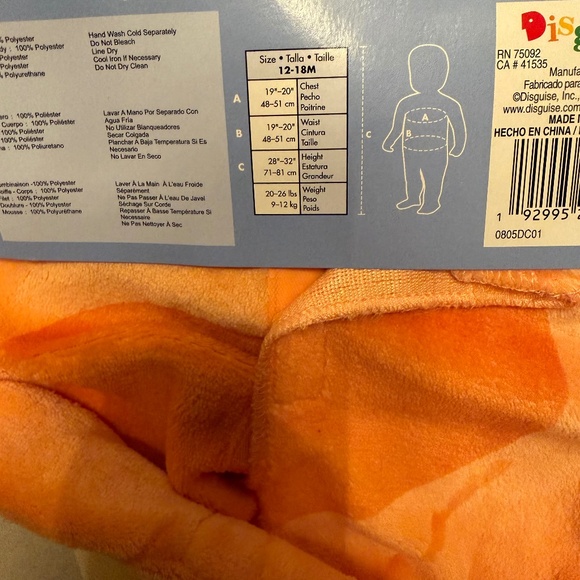 % Polyester
dy : 100% Polyester
% Polyester
% Polyester
% Polyurethane
Hand Wash Cold Separately
Do Not Bleach
Line Dry
Cool Iron If Necessary
Do Not Dry Clean
ero : 100% Poliéster
Cuerpo : 100% Poliéster
100% Poliéster
100% Poliéster
na : 100% Poliuretano
Lavar A Mano Por Separado Con
Agua Fria
No Utilizar Blanqueadores
Secar Colgada
Planchar A Baja Temperatura Si Es
Necesario
No Lavar En Seco
ombinaison -100% Polyester
- Corps : 100% Polyester
100% Polyester
Doublure - 100% Polyester
Mousse : 100% Polyuréthane
Laver À La Main À L'eau Froide
Séparément
Ne Pas Passer À L'eau De Javel
Séchage Sur Corde
Repasser À Basse Température Si
Necessaire
Ne Pas Nettoyer À Sec
Size • Talla • Taille
12-18M
A
19"-20"
48-51 cm
Chest
Pecho
Poitrine
B
19"-20"
48-51 cm
Waist
Cintura
Taille
C
28"-32"
71-81 cm
Height
Estatura
Grandeur
20-26 lbs
9-12 kg
Weight
Peso
Poids
C
A
B
Disg
RN 75092
CA # 41535
Manufa
Fabricado para
©Disguise, Inc.,
www.disguise.
MADE
HECHO EN CHINA /
1 92995 2
0805DC01